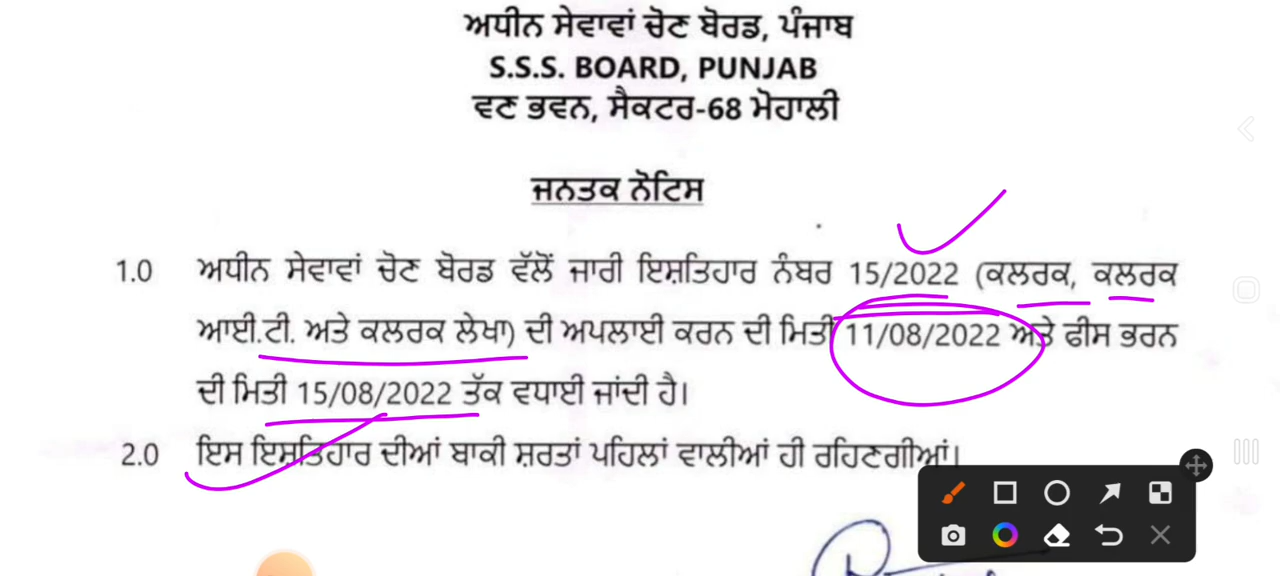 ਅਧੀਨ ਸੇਵਾਵਾਂ ਚੋਣ ਬੋਰਡ, ਪੰਜਾਬ
S.S.S. BOARD, PUNJAB
ਵਣ ਭਵਨ, ਸੈਕਟਰ-68 ਮੋਹਾਲੀ
ਜਨਤਕ ਨੋਟਿਸ
1.0 ਅਧੀਨ ਸੇਵਾਵਾਂ ਚੋਣ ਬੋਰਡ ਵੱਲੋਂ ਜਾਰੀ ਇਸ਼ਤਿਹਾਰ ਨੰਬਰ 15/2022 (ਕਲਰਕ, ਕਲਰਕ
ਆਈ.ਟੀ. ਅਤੇ ਕਲਰਕ ਲੇਖਾ) ਦੀ ਅਪਲਾਈ ਕਰਨ ਦੀ ਮਿਤੀ 11/08/2022 ਅਤੇ ਫੀਸ ਭਰਨ
ਦੀ ਮਿਤੀ 15/08/2022 ਤੱਕ ਵਧਾਈ ਜਾਂਦੀ ਹੈ।
2.0 ਇਸ ਇਸ਼ਤਿਹਾਰ ਦੀਆਂ ਬਾਕੀ ਸ਼ਰਤਾਂ ਪਹਿਲਾਂ ਵਾਲੀਆਂ ਹੀ ਰਹਿਣਗੀਆਂ।